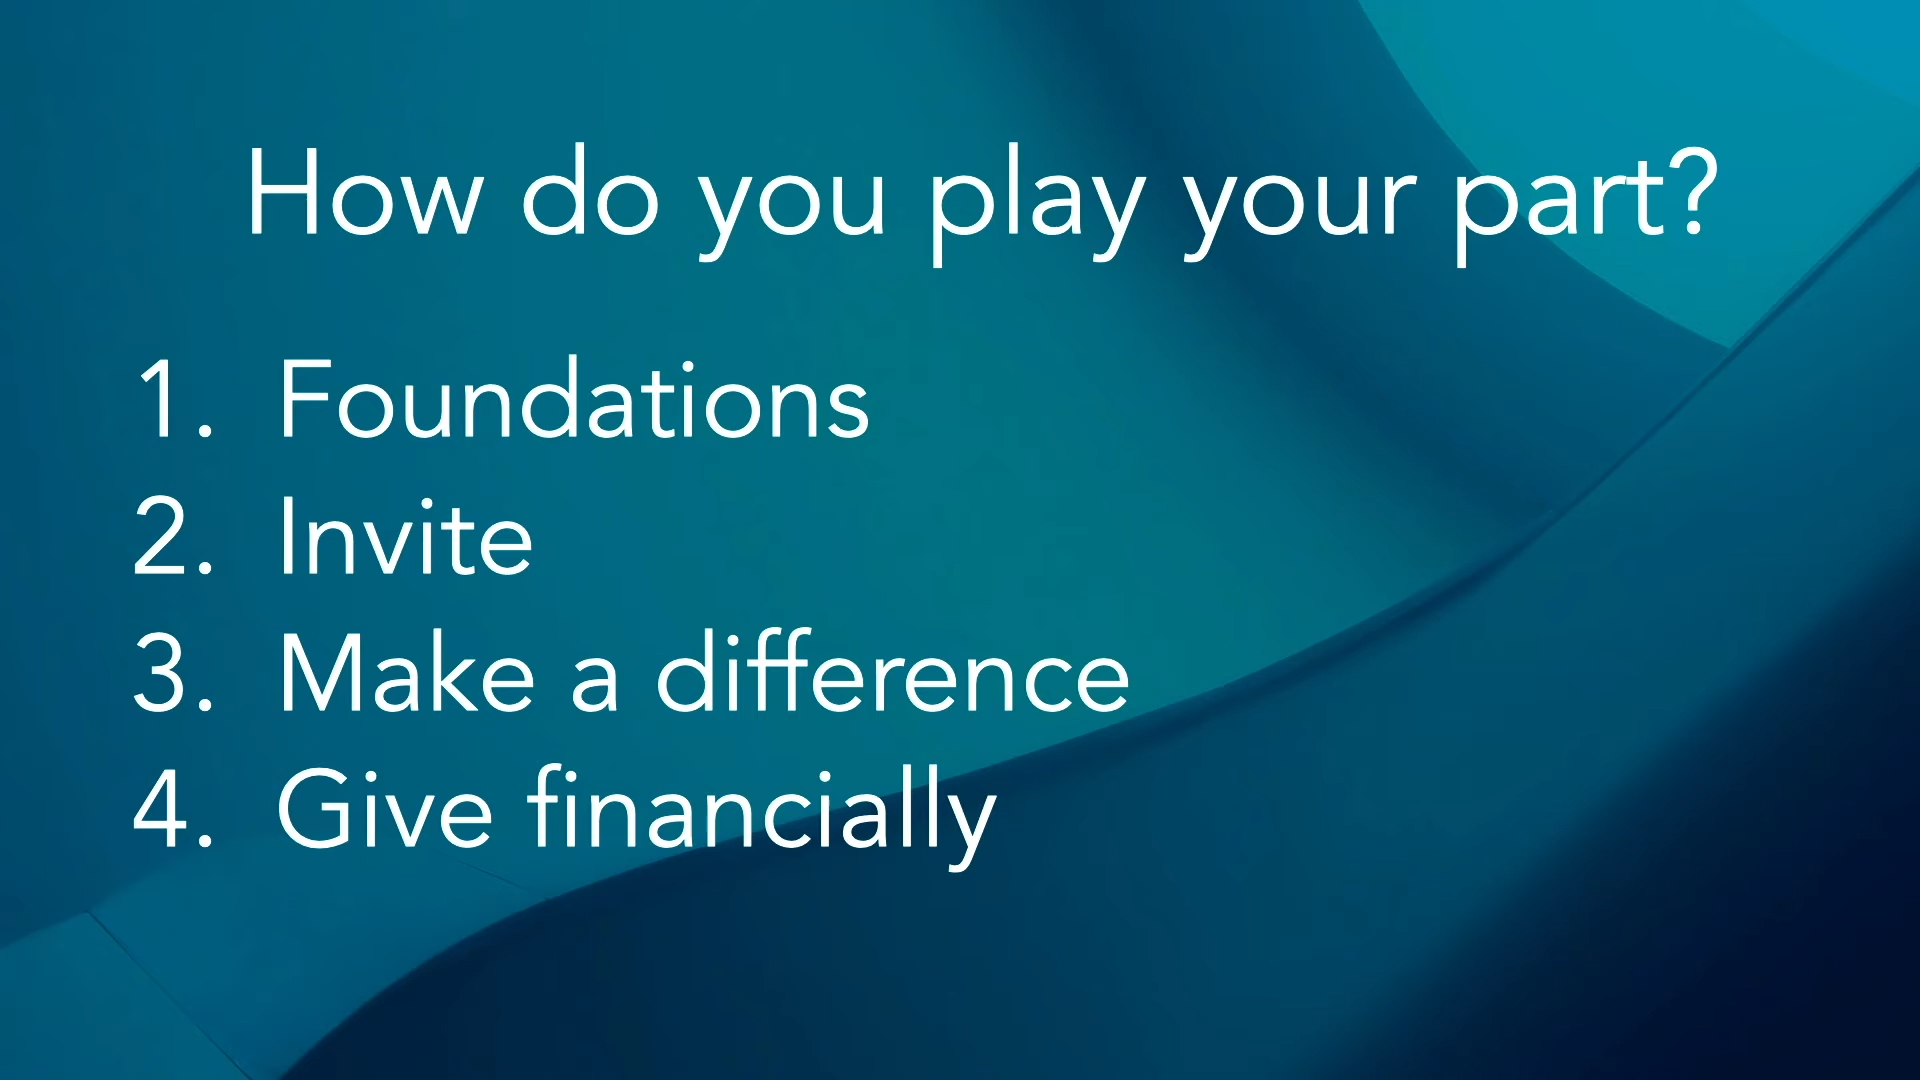 How do you play your part?
1. Foundations
2. Invite
3. Make a difference
4. Give financially